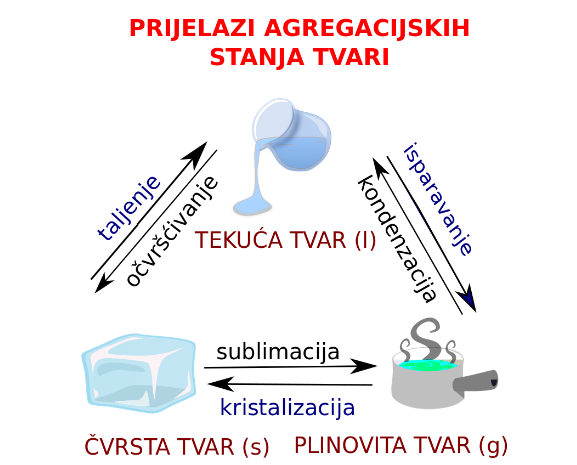 PRIJELAZI AGREGACIJSKIH
STANJA TVARI
taljenje
očvršćivanje
isparavanje
kondenzacija
TEKUĆA TVAR (l)
sublimacija
kristalizacija
ČVRSTA TVAR (s)
PLINOVITA TVAR (g)